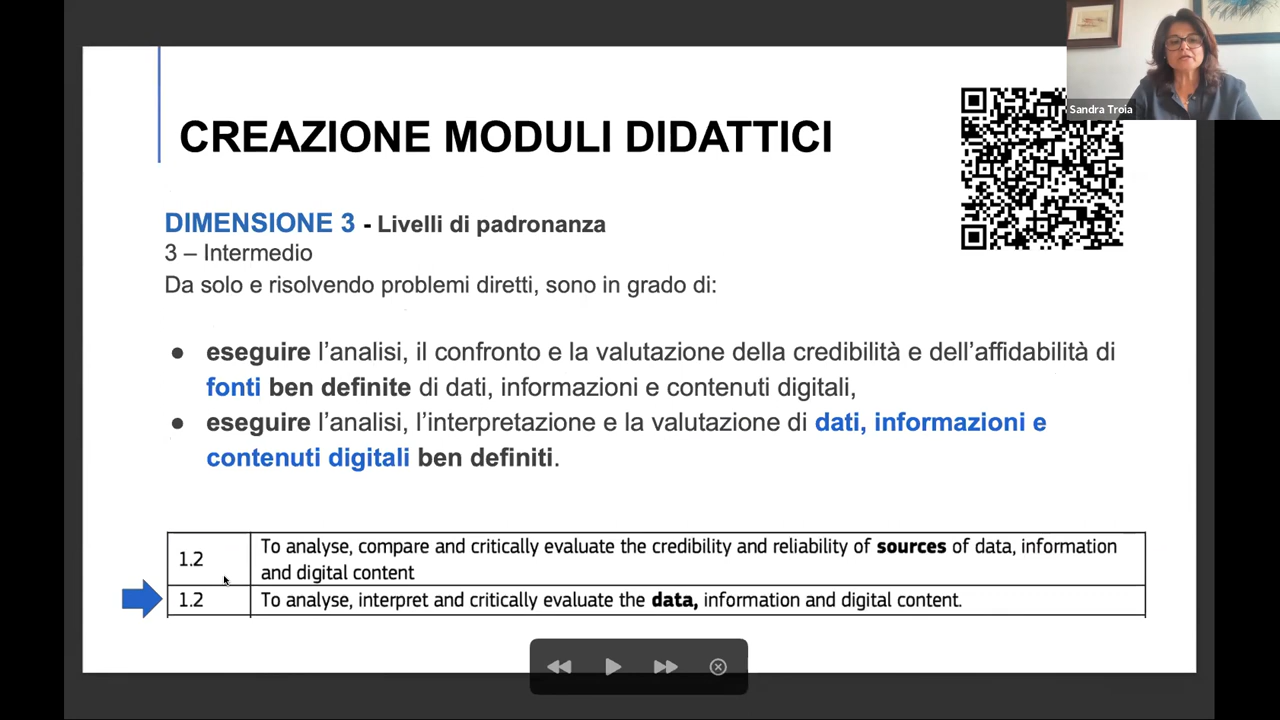 Sandra Troia
CREAZIONE MODULI DIDATTICI
DIMENSIONE 3 - Livelli di padronanza
3 – Intermedio
Da solo e risolvendo problemi diretti, sono in grado di:
● eseguire l’analisi, il confronto e la valutazione della credibilità e dell’affidabilità di
fonti ben definite di dati, informazioni e contenuti digitali,
● eseguire l’analisi, l’interpretazione e la valutazione di dati, informazioni e
contenuti digitali ben definiti.
1.2 To analyse, compare and critically evaluate the credibility and reliability of sources of data, information
and digital content
1.2 To analyse, interpret and critically evaluate the data, information and digital content.